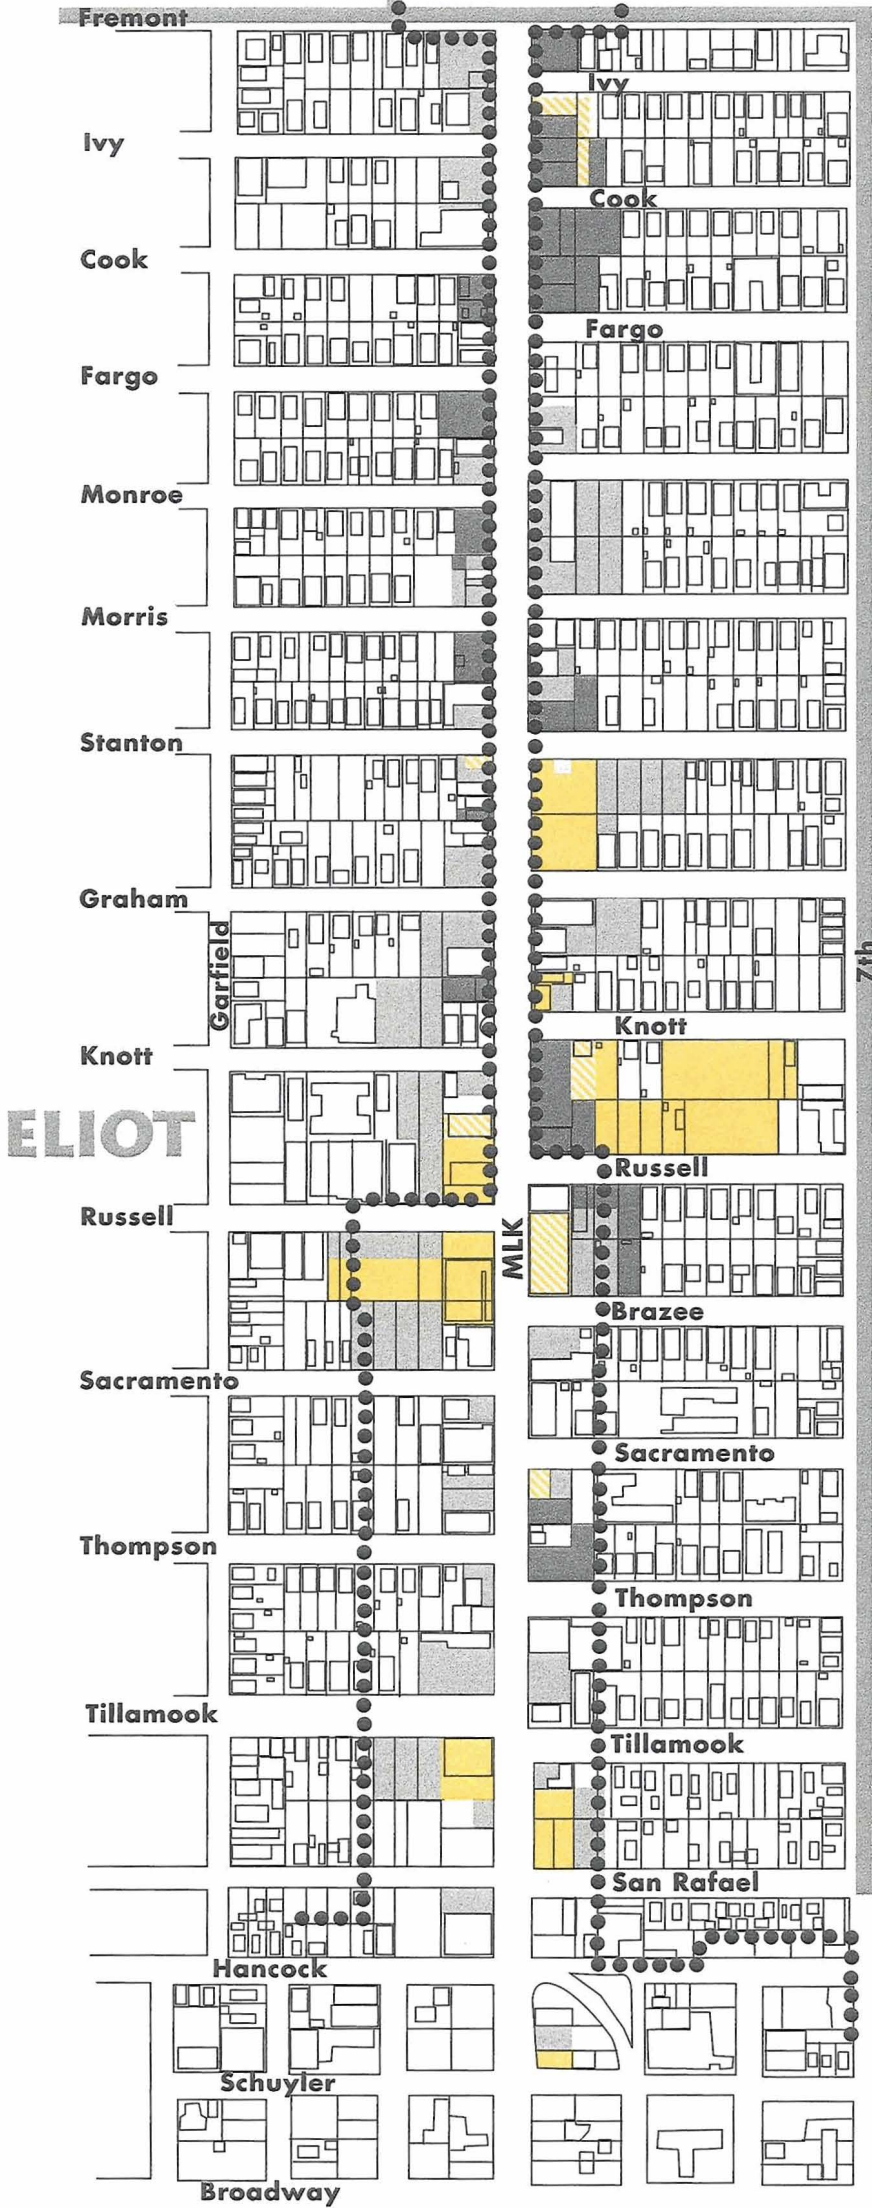 Fremont
Ivy
Ivy
Cook
Cook
Fargo
Fargo
Monroe
Morris
Stanton
Graham
Garfield
7th
Knott
Knott
ELIOT
Russell
Russell
MLK
Brazee
Sacramento
Sacramento
Thompson
Thompson
Tillamook
Tillamook
San Rafael
Hancock
Schuyler
Broadway